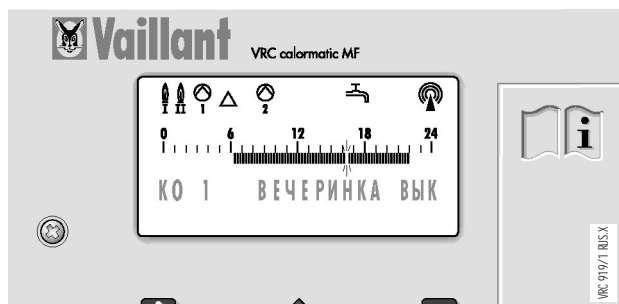 Vaillant
VRC calormatic MF
I II 1 2
0 6 12 18 24
КО 1 ВЕЧЕРИНКА ВЫК
i
VRC 919/1 RUS.X